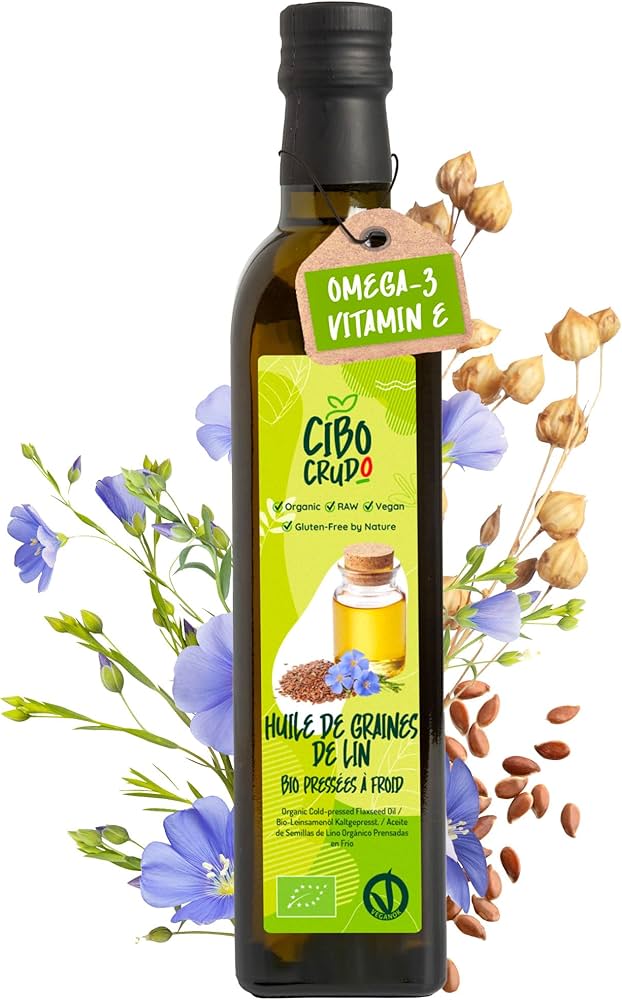 OMEGA-3
VITAMIN E
CiBO
CRUDO
Organic RAW Vegan
Gluten-Free by Nature
HUILE DE GRAINES
DE LIN
BIO PRESSÉES À FROID
Organic Cold-pressed Flaxseed Oil /
Bio-Leinsamenöl Kaltgepresst. / Aceite
de Semillas de Lino Orgánico Prensadas
en Frío
VEGANOK